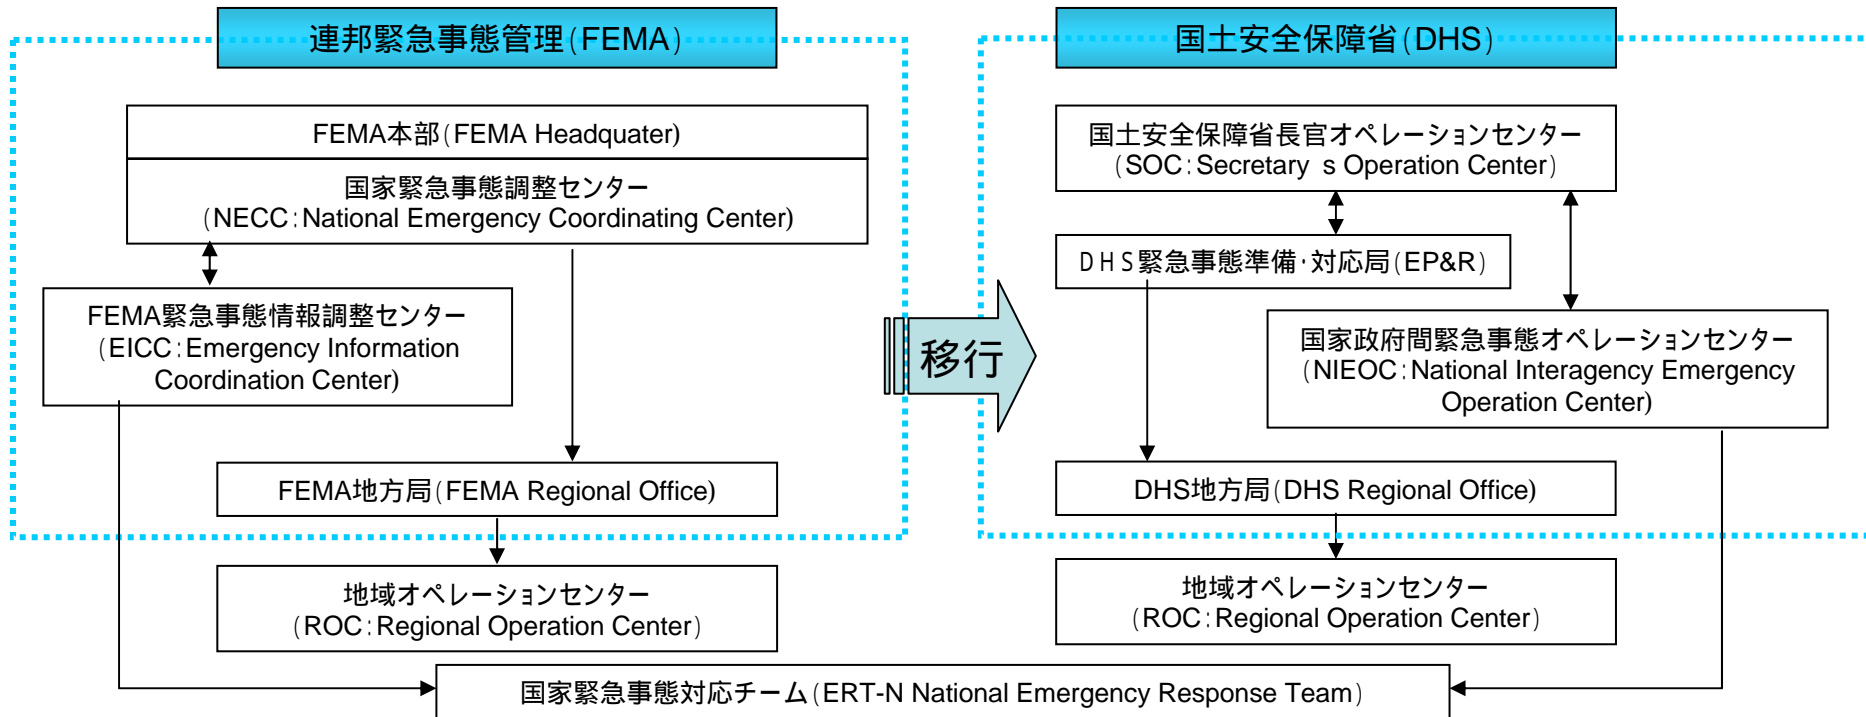 連邦緊急事態管理(FEMA)
FEMA本部(FEMA Headquater)
国家緊急事態調整センター
(NECC:National Emergency Coordinating Center)
FEMA緊急事態情報調整センター
(EICC:Emergency Information
Coordination Center)
FEMA地方局(FEMA Regional Office)
地域オペレーションセンター
(ROC:Regional Operation Center)
移行
国土安全保障省(DHS)
国土安全保障省長官オペレーションセンター
(SOC:Secretary s Operation Center)
DHS緊急事態準備・対応局(EP&R)
国家政府間緊急事態オペレーションセンター
(NIEOC:National Interagency Emergency
Operation Center)
DHS地方局(DHS Regional Office)
地域オペレーションセンター
(ROC:Regional Operation Center)
国家緊急事態対応チーム(ERT-N National Emergency Response Team)